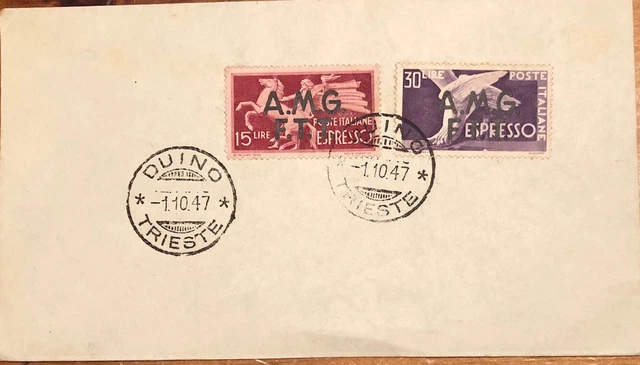 A.M.G.
F.T.T.
POSTE ITALIANE
15 LIRE ESPRESSO
30 LIRE POSTE ITALIANE
A.M.G.
F.T.T.
ESPRESSO
DUINO
* -1.10.47 *
TRIESTE
DUINO
* -1.10.47 *
TRIESTE